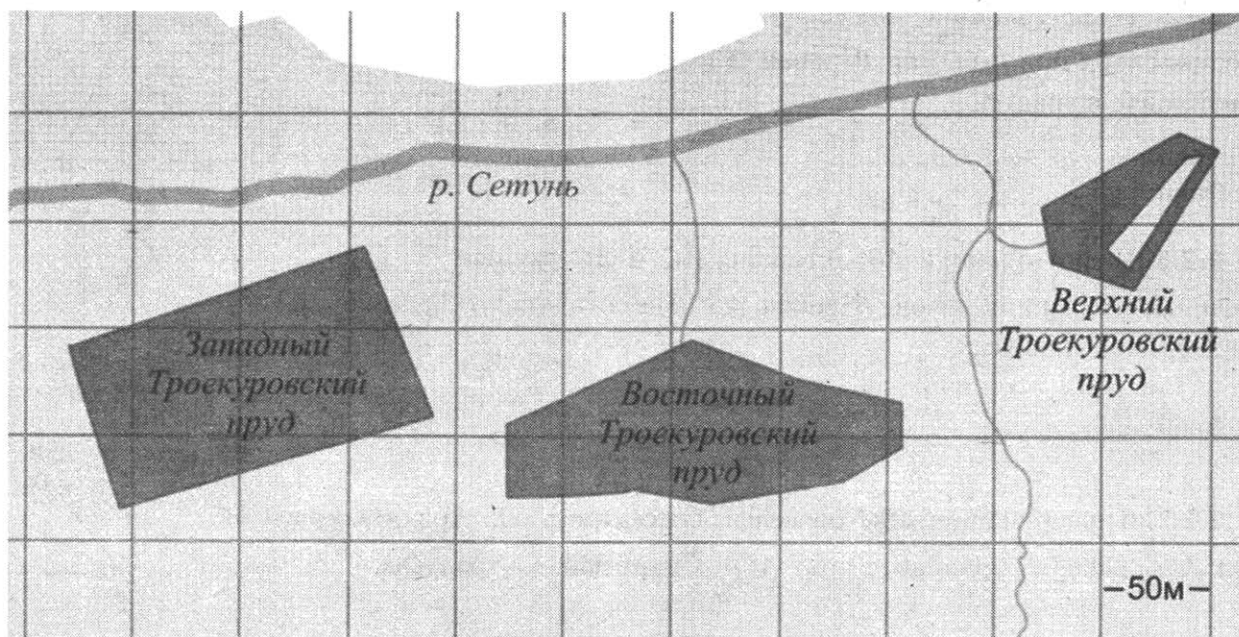 р. Сетунь
Западный
Троекуровский
пруд
Восточный
Троекуровский
пруд
Верхний
Троекуровский
пруд
50м